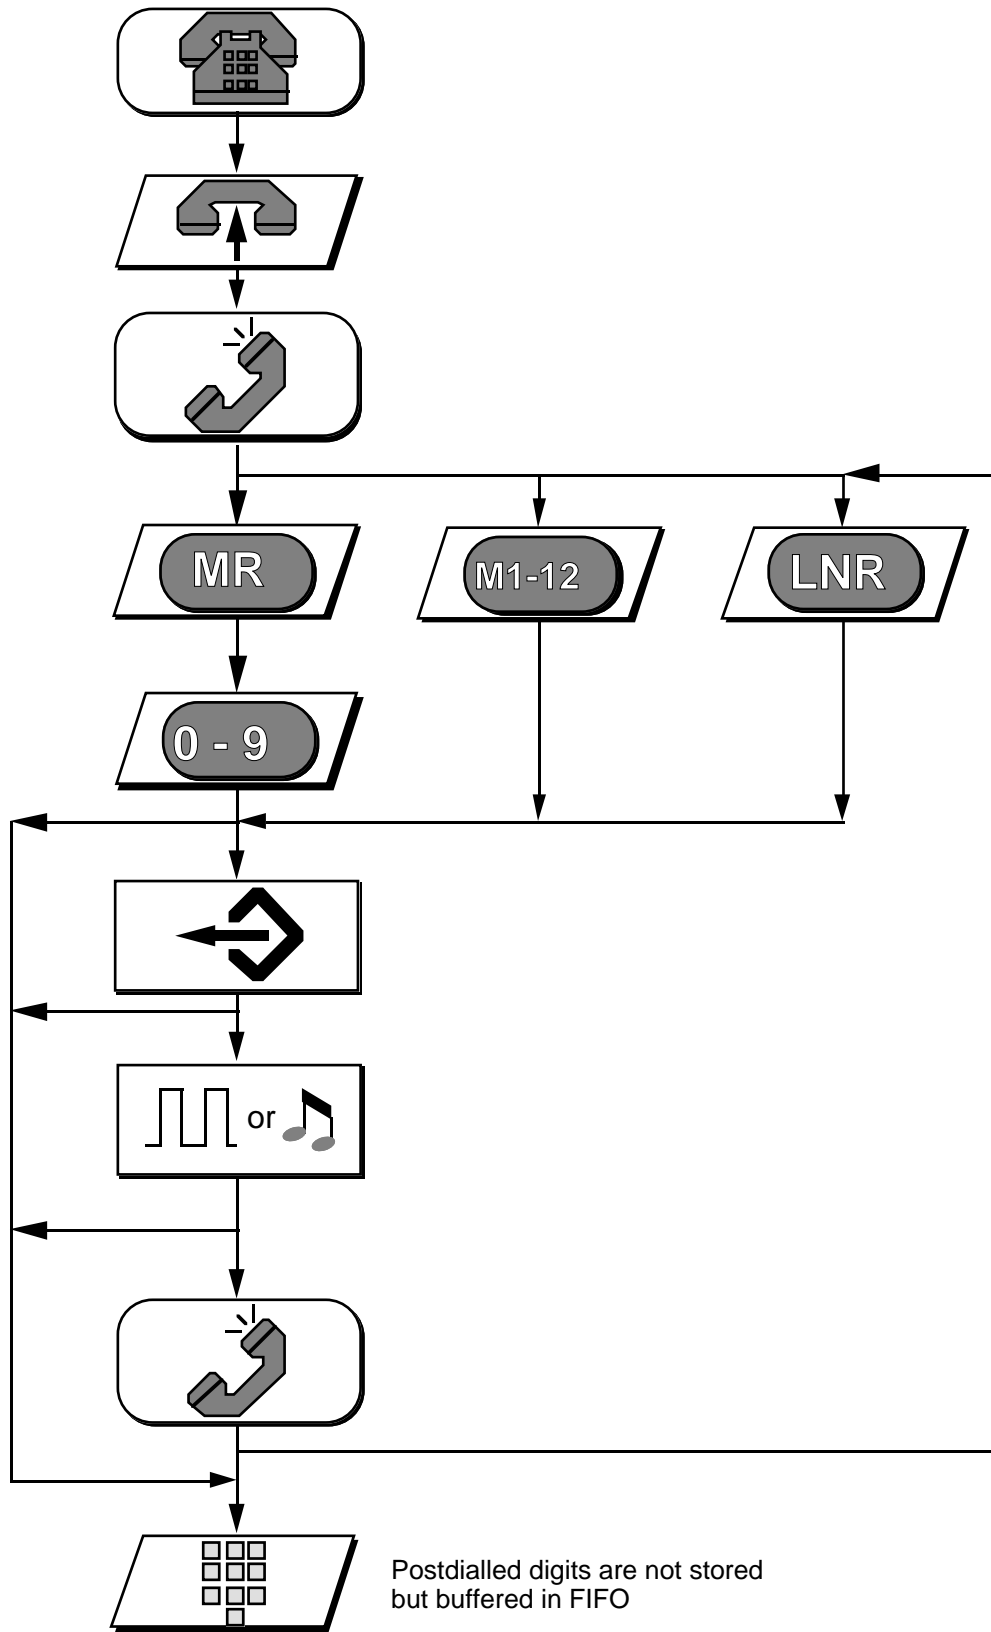 MR
M1-12
LNR
0 - 9
or
Postdialled digits are not stored
but buffered in FIFO